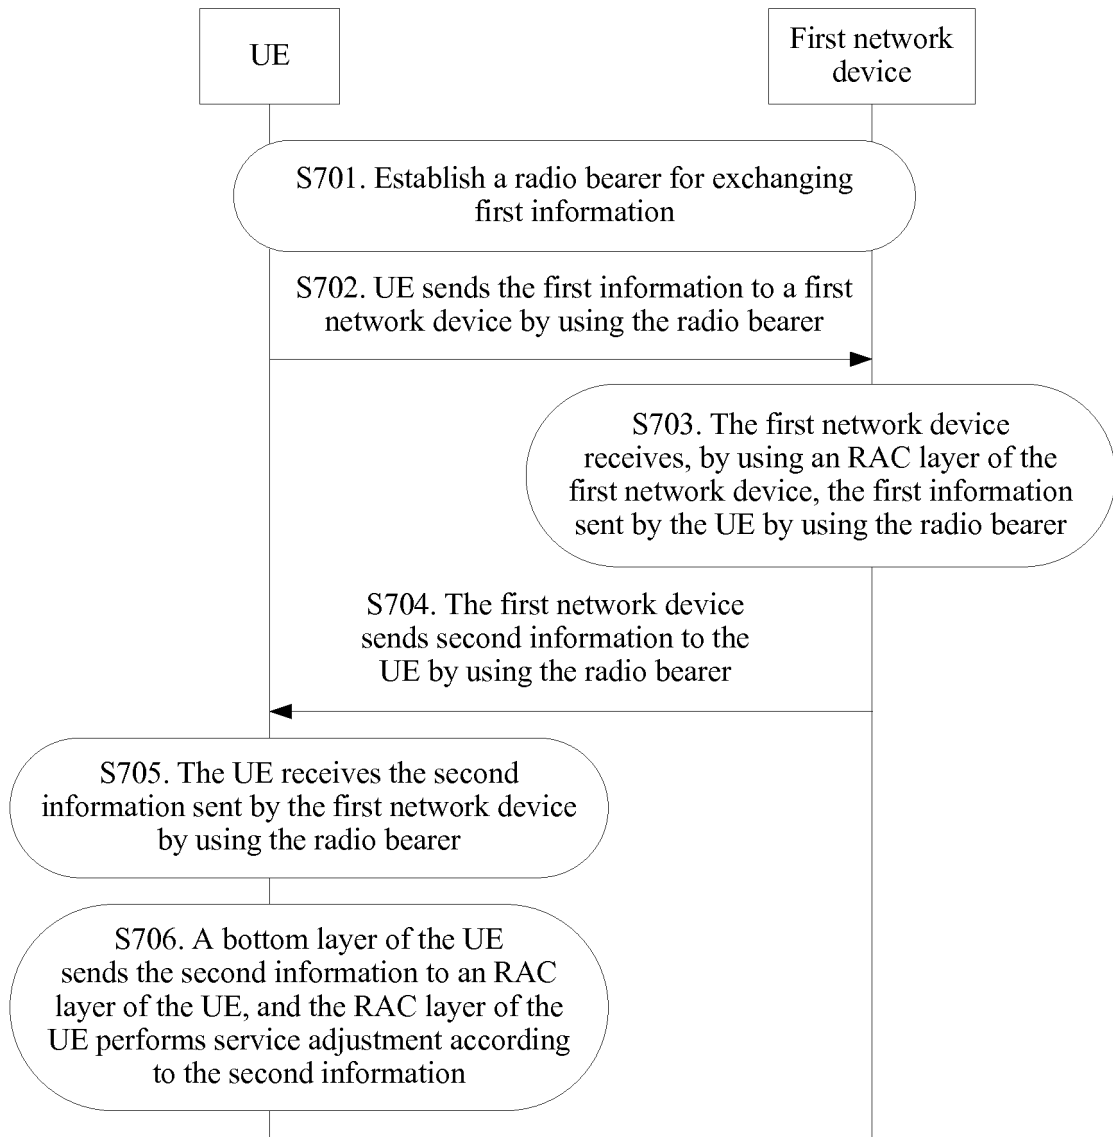 UE
First network
device
S701. Establish a radio bearer for exchanging
first information
S702. UE sends the first information to a first
network device by using the radio bearer
S703. The first network device
receives, by using an RAC layer of the
first network device, the first information
sent by the UE by using the radio bearer
S704. The first network device
sends second information to the
UE by using the radio bearer
S705. The UE receives the second
information sent by the first network device
by using the radio bearer
S706. A bottom layer of the UE
sends the second information to an RAC
layer of the UE, and the RAC layer of the
UE performs service adjustment according
to the second information